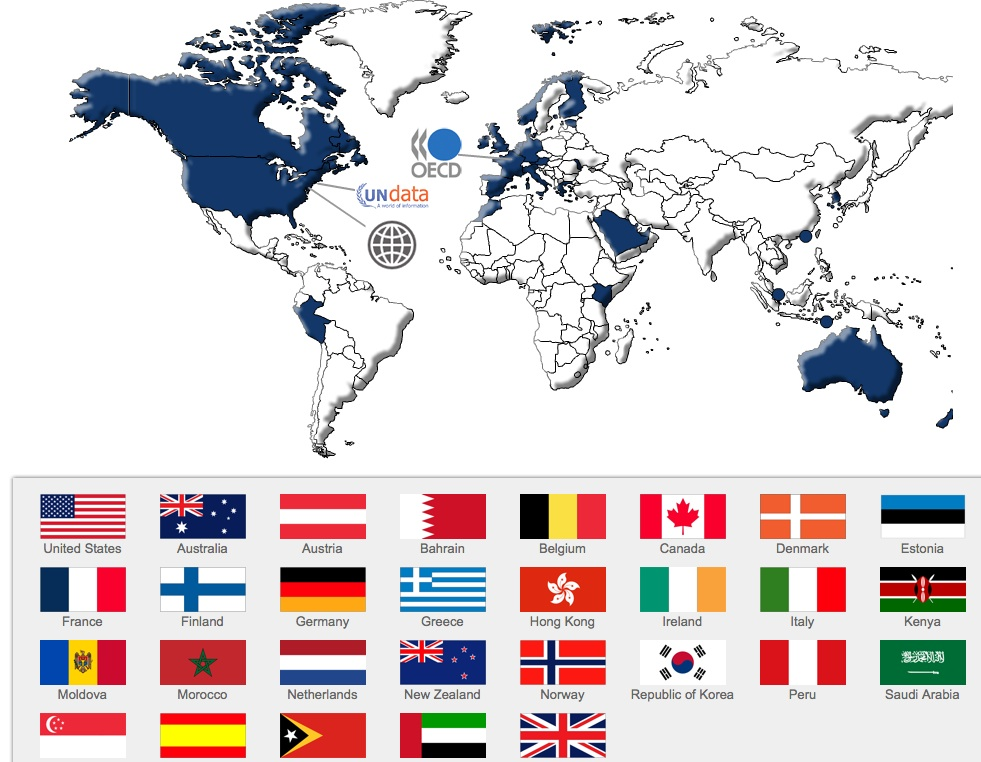 OECD
UNdata
A world of information
United States
Australia
Austria
Bahrain
Belgium
Canada
Denmark
Estonia
France
Finland
Germany
Greece
Hong Kong
Ireland
Italy
Kenya
Moldova
Morocco
Netherlands
New Zealand
Norway
Republic of Korea
Peru
Saudi Arabia